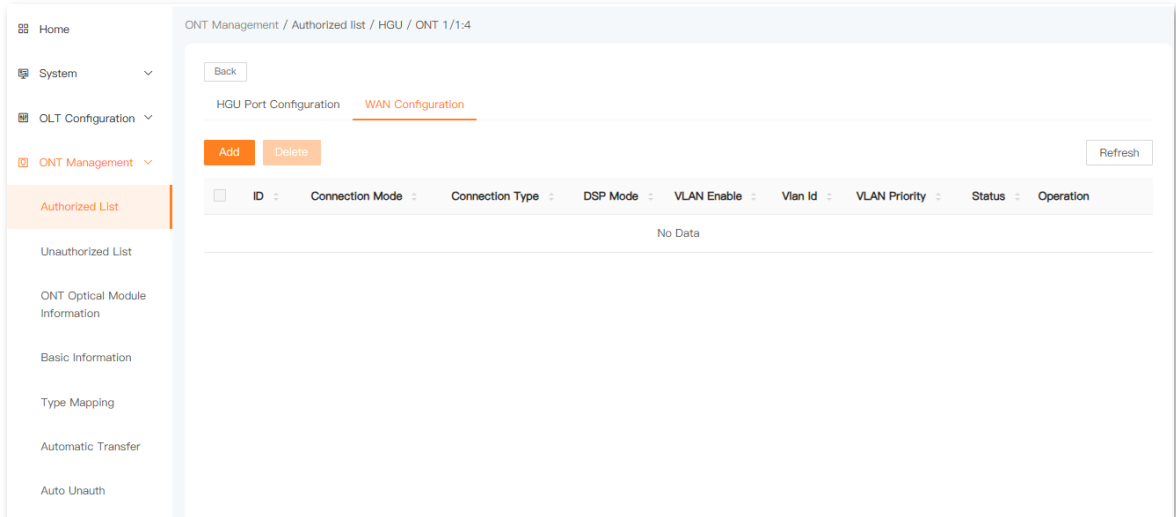 Home
System
OLT Configuration
ONT Management
Authorized List
Unauthorized List
ONT Optical Module
Information
Basic Information
Type Mapping
Automatic Transfer
Auto Unauth
ONT Management / Authorized list / HGU / ONT 1/1:4
Back
HGU Port Configuration WAN Configuration
Add Delete Refresh
ID Connection Mode Connection Type DSP Mode VLAN Enable Vlan Id VLAN Priority Status Operation
No Data